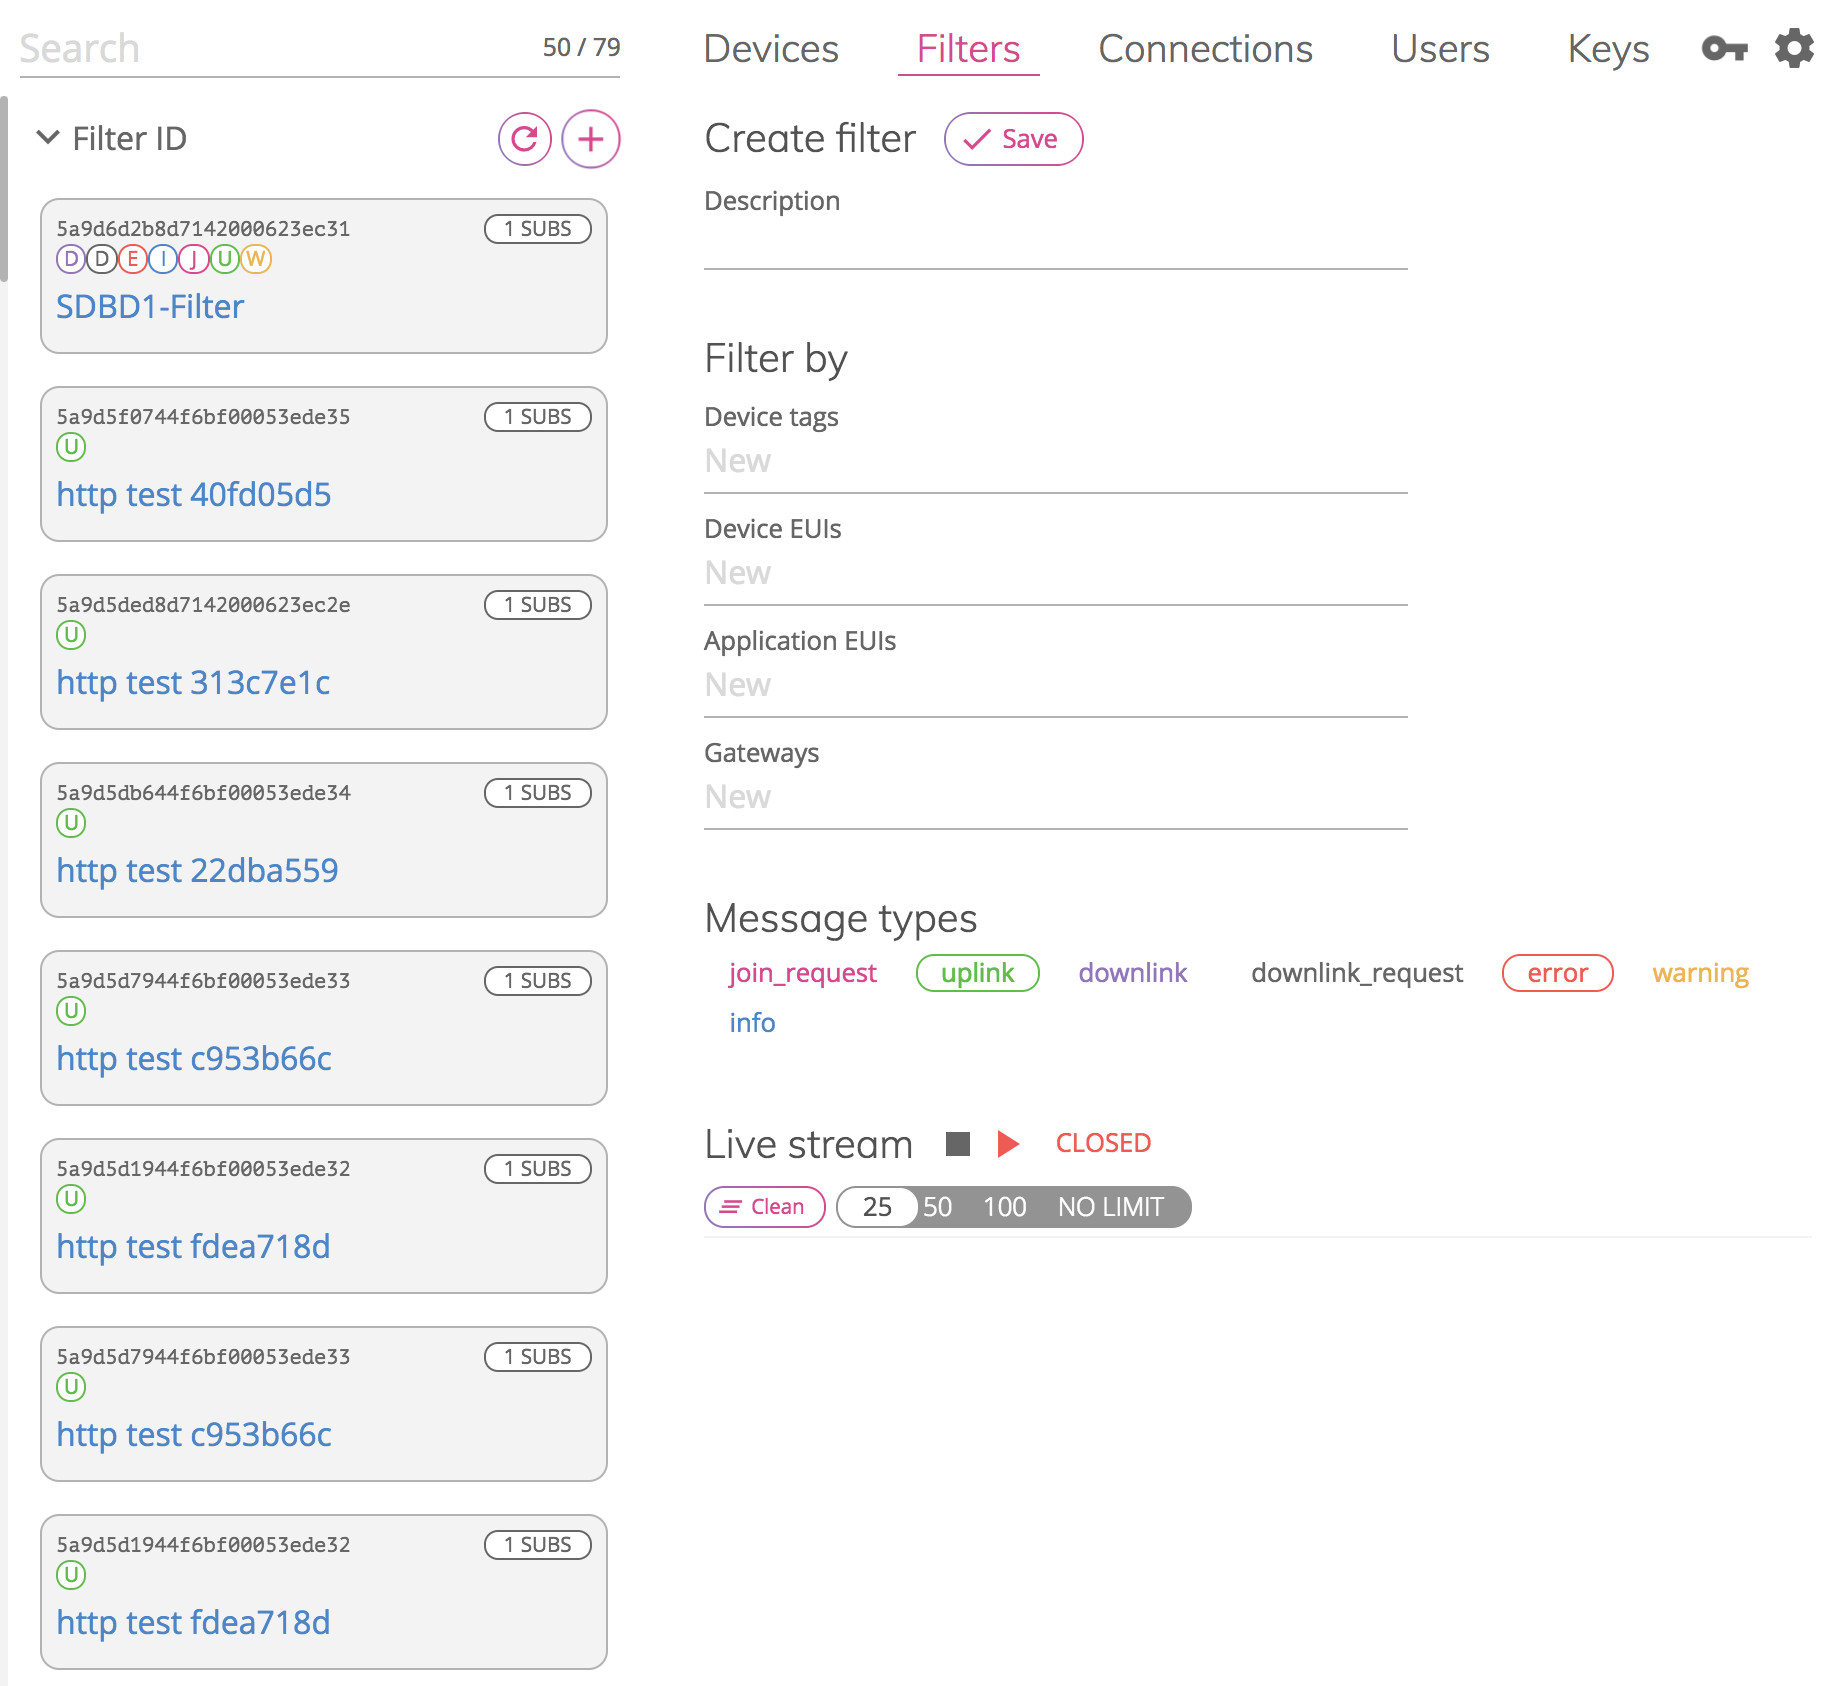 Search
50 / 79
Filter ID
5a9d6d2b8d7142000623ec31
1 SUBS
D D E I J U W
SDBD1-Filter
5a9d5f0744f6bf00053ede35
1 SUBS
U
http test 40fd05d5
5a9d5ded8d7142000623ec2e
1 SUBS
U
http test 313c7e1c
5a9d5db644f6bf00053ede34
1 SUBS
U
http test 22dba559
5a9d5d7944f6bf00053ede33
1 SUBS
U
http test c953b66c
5a9d5d1944f6bf00053ede32
1 SUBS
U
http test fdea718d
5a9d5d7944f6bf00053ede33
1 SUBS
U
http test c953b66c
5a9d5d1944f6bf00053ede32
1 SUBS
U
http test fdea718d
Devices Filters Connections Users Keys
Create filter Save
Description
Filter by
Device tags
New
Device EUIs
New
Application EUIs
New
Gateways
New
Message types
join_request uplink downlink downlink_request error warning
info
Live stream CLOSED
Clean 25 50 100 NO LIMIT